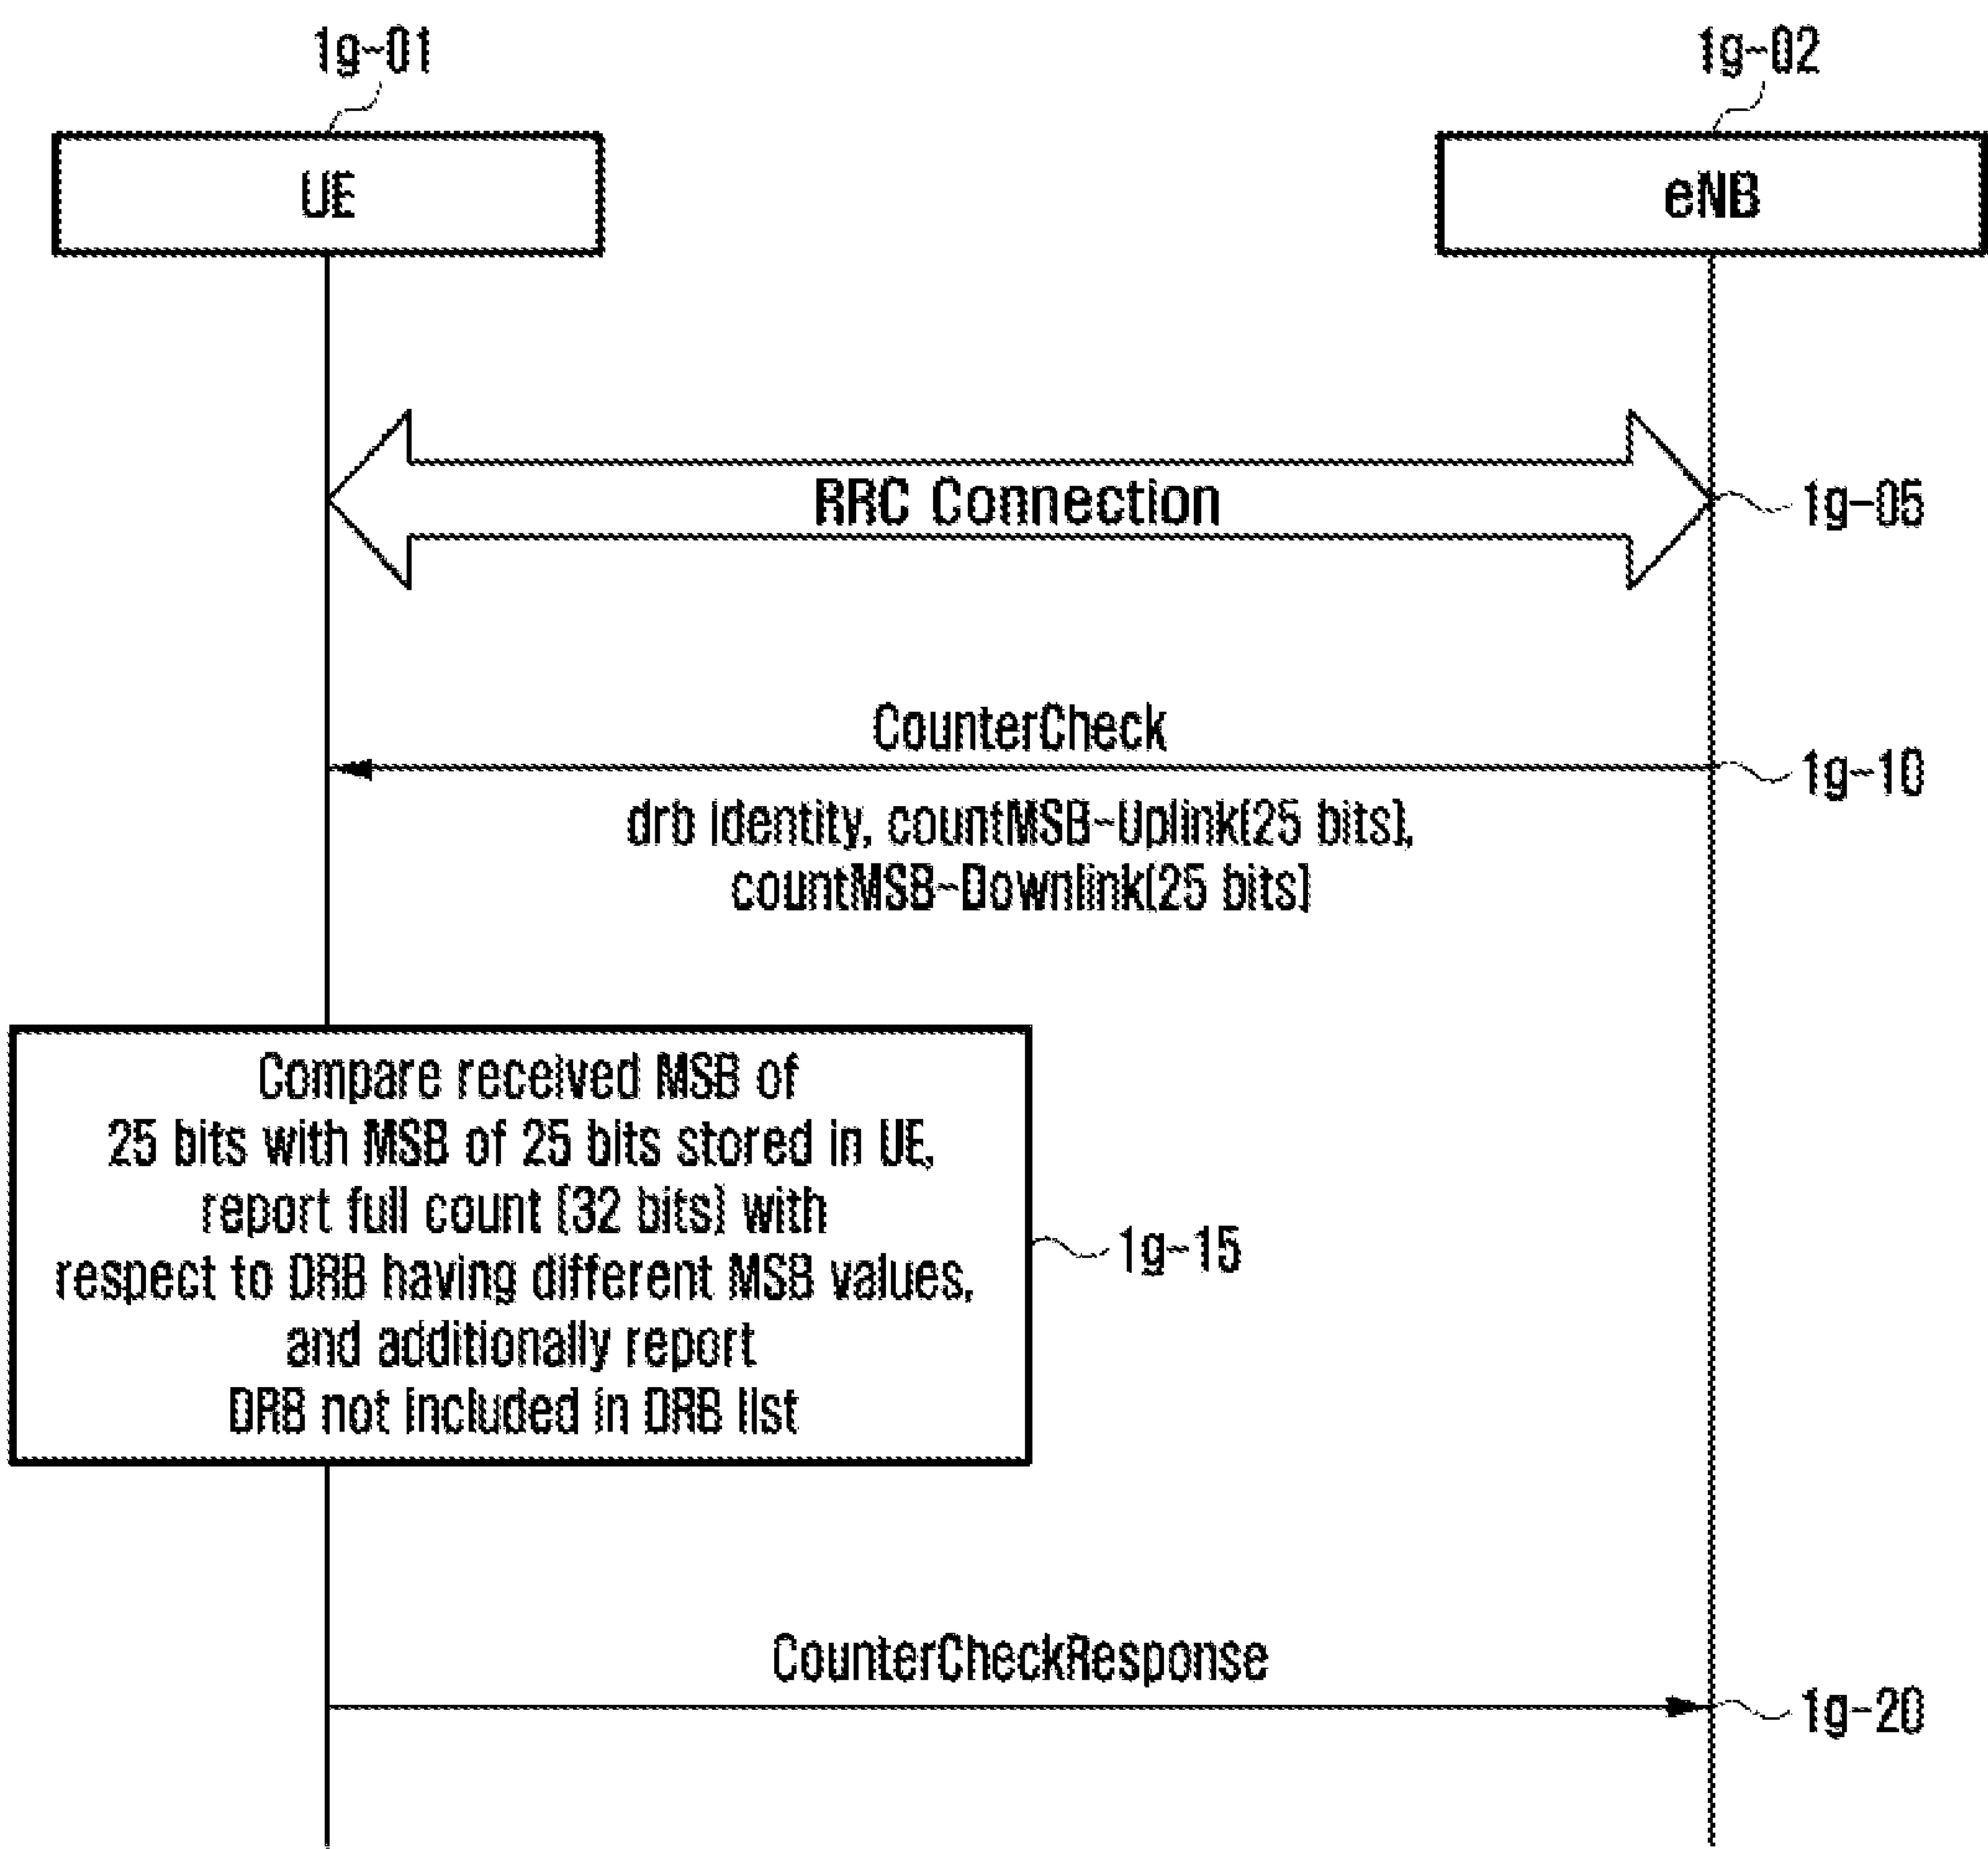 1g-01
1g-02
UE
eNB
RRC Connection
1g-05
CounterCheck
1g-10
drb identity, countMSB-Uplink(25 bits),
countMSB-Downlink(25 bits)
Compare received MSB of
25 bits with MSB of 25 bits stored in UE,
report full count (32 bits) with
respect to DRB having different MSB values,
and additionally report
DRB not included in DRB list
1g-15
CounterCheckResponse
1g-20